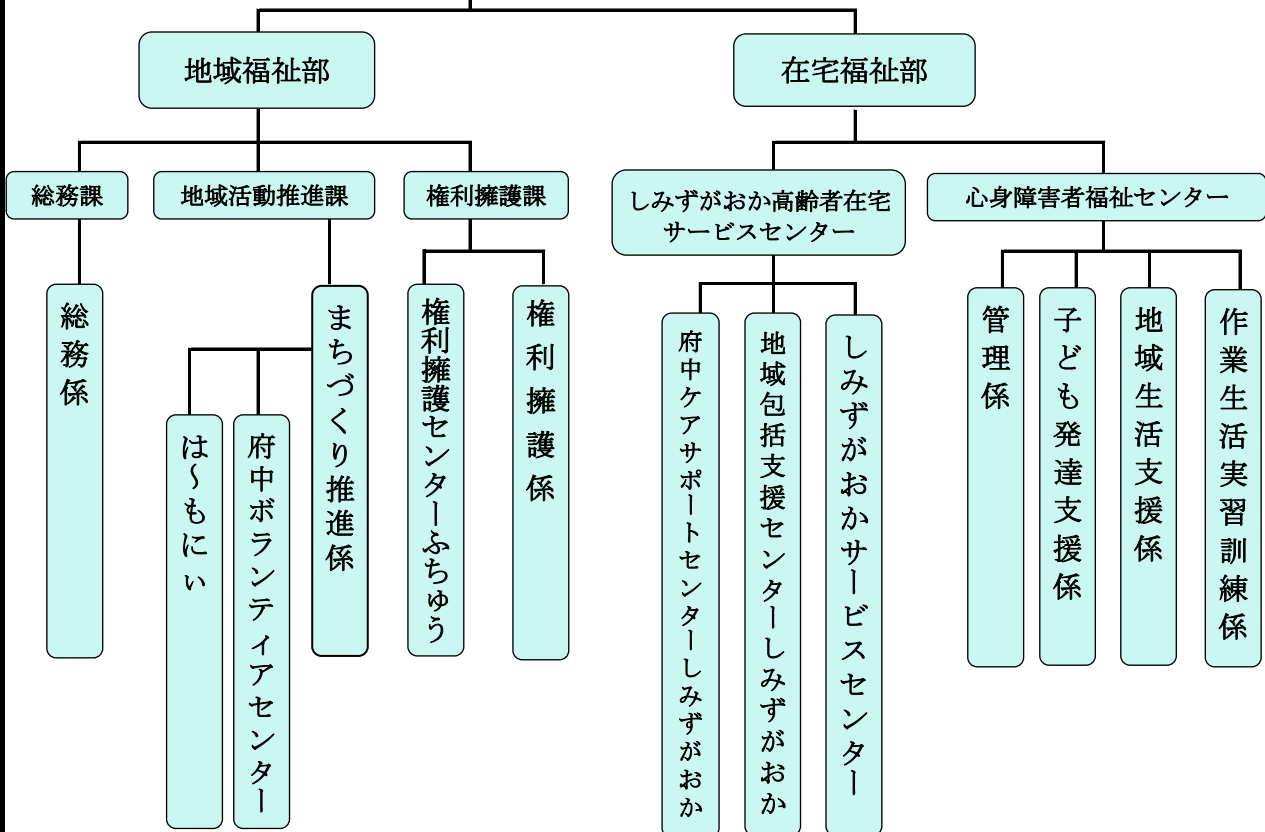 地域福祉部
在宅福祉部
総務課
地域活動推進課
権利擁護課
しみずがおか高齢者在宅
サービスセンター
心身障害者福祉センター
総務係
は～もにぃ
府中ボランティアセンター
まちづくり推進係
権利擁護センターふちゅう
権利擁護係
府中ケアサポートセンターしみずがおか
地域包括支援センターしみずがおか
しみずがおかサービスセンター
管理係
子ども発達支援係
地域生活支援係
作業生活実習訓練係